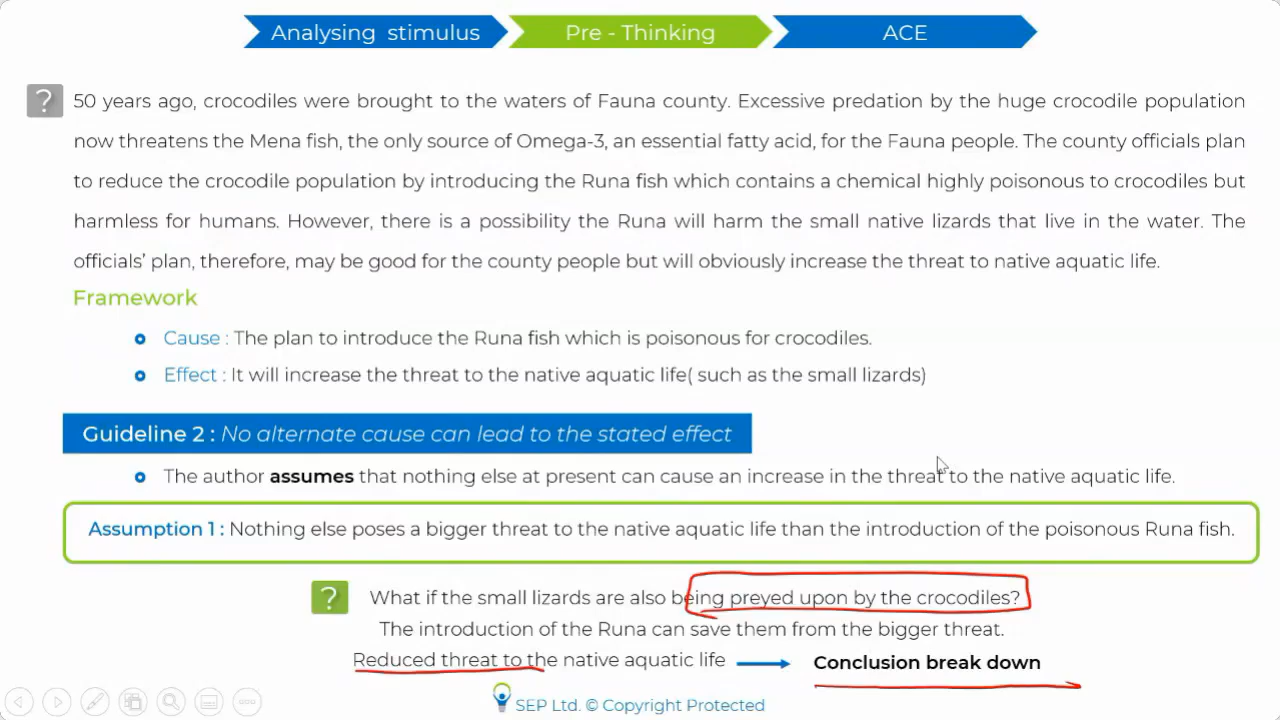 Analysing stimulus Pre - Thinking ACE
? 50 years ago, crocodiles were brought to the waters of Fauna county. Excessive predation by the huge crocodile population
now threatens the Mena fish, the only source of Omega-3, an essential fatty acid, for the Fauna people. The county officials plan
to reduce the crocodile population by introducing the Runa fish which contains a chemical highly poisonous to crocodiles but
harmless for humans. However, there is a possibility the Runa will harm the small native lizards that live in the water. The
officials' plan, therefore, may be good for the county people but will obviously increase the threat to native aquatic life.
Framework
Cause : The plan to introduce the Runa fish which is poisonous for crocodiles.
Effect : It will increase the threat to the native aquatic life( such as the small lizards)
Guideline 2 : No alternate cause can lead to the stated effect
The author assumes that nothing else at present can cause an increase in the threat to the native aquatic life.
Assumption 1 : Nothing else poses a bigger threat to the native aquatic life than the introduction of the poisonous Runa fish.
? What if the small lizards are also being preyed upon by the crocodiles?
The introduction of the Runa can save them from the bigger threat.
Reduced threat to the native aquatic life Conclusion break down
SEP Ltd. © Copyright Protected